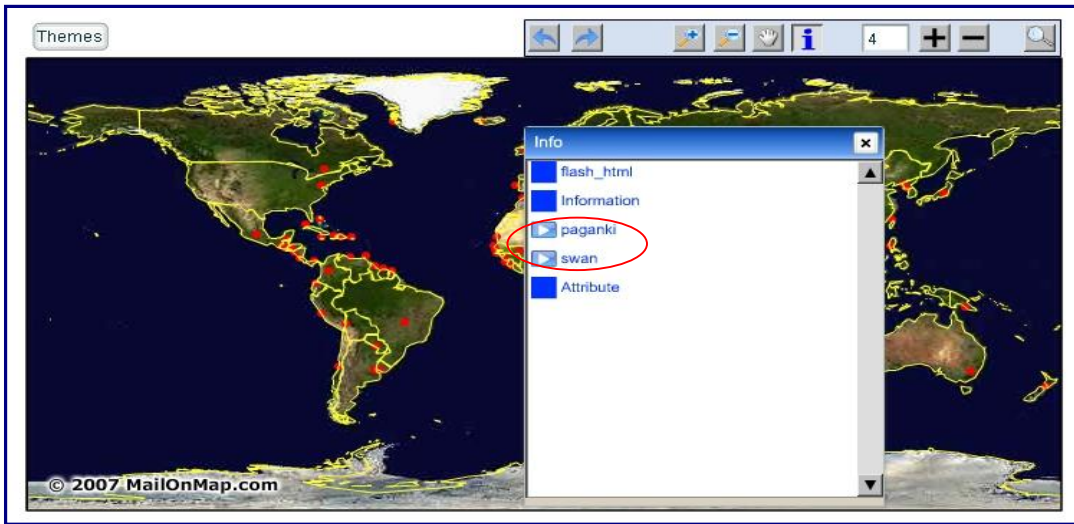 Themes
4
Info
flash_html
Information
paganki
swan
Attribute
© 2007 MailOnMap.com